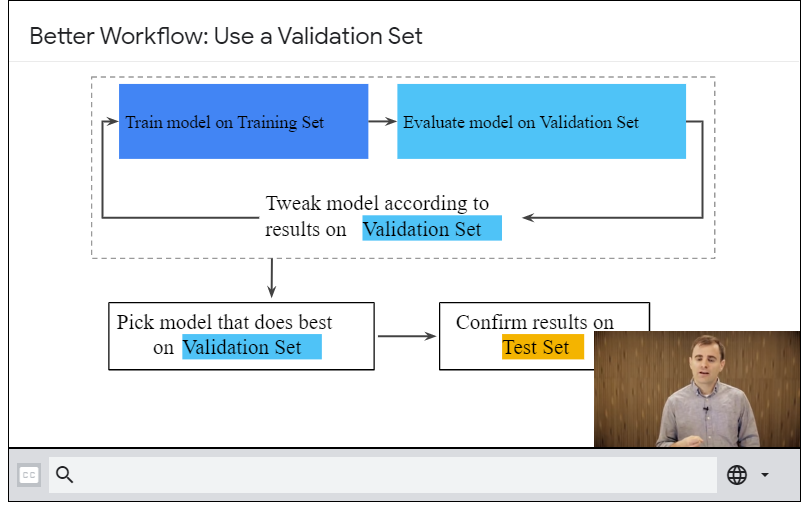 Better Workflow: Use a Validation Set
Train model on Training Set
Evaluate model on Validation Set
Tweak model according to
results on Validation Set
Pick model that does best
on Validation Set
Confirm results on
Test Set
CC